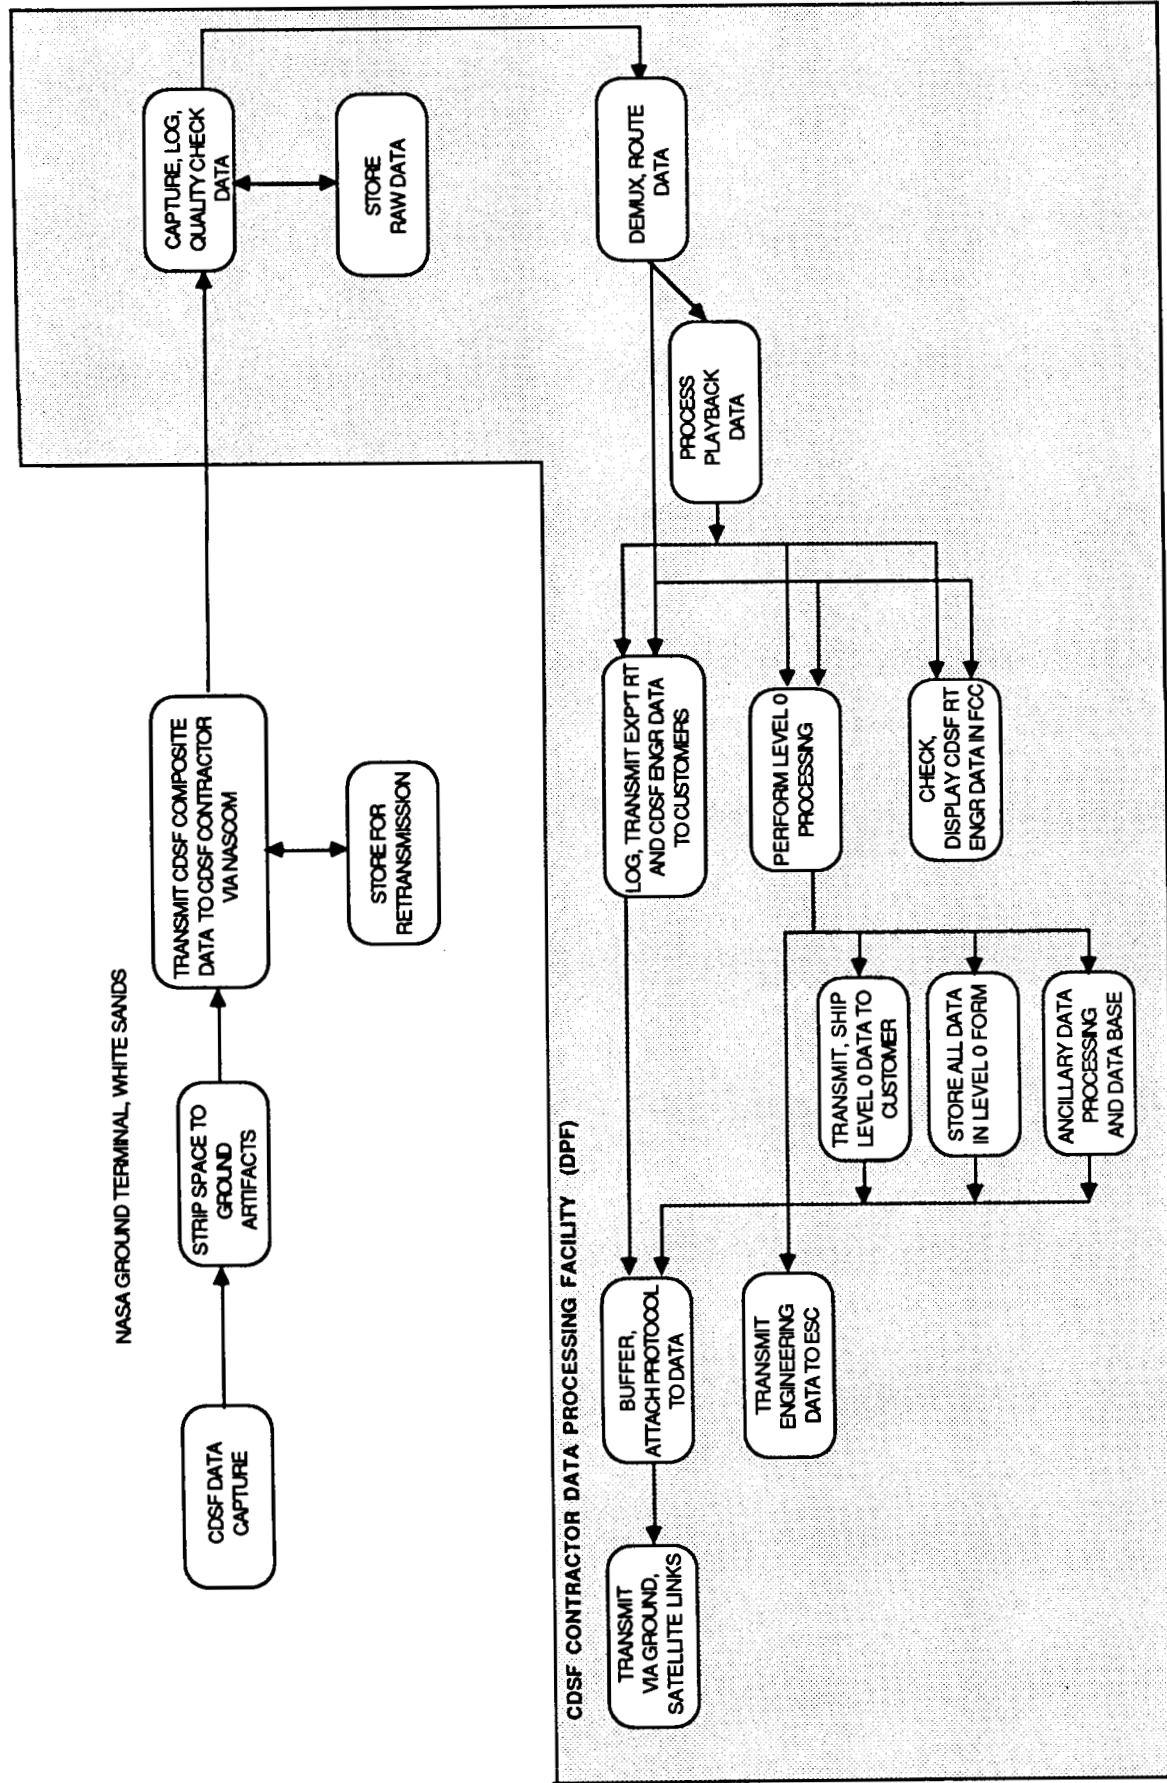 NASA GROUND TERMINAL, WHITE SANDS
CDSF DATA
CAPTURE
STRIP SPACE TO
GROUND
ARTIFACTS
TRANSMIT CDSF COMPOSITE
DATA TO CDSF CONTRACTOR
VIA NASCOM
STORE FOR
RETRANSMISSION
CAPTURE, LOG,
QUALITY CHECK
DATA
STORE
RAW DATA
CDSF CONTRACTOR DATA PROCESSING FACILITY (DPF)
DEMUX, ROUTE
DATA
PROCESS
PLAYBACK
DATA
LOG, TRANSMIT EXP'T RT
AND CDSF ENGR DATA
TO CUSTOMERS
PERFORM LEVEL 0
PROCESSING
CHECK,
DISPLAY CDSF RT
ENGR DATA IN FCC
TRANSMIT, SHIP
LEVEL 0 DATA TO
CUSTOMER
STORE ALL DATA
IN LEVEL 0 FORM
ANCILLARY DATA
PROCESSING
AND DATA BASE
BUFFER,
ATTACH PROTOCOL
TO DATA
TRANSMIT
ENGINEERING
DATA TO ESC
TRANSMIT
VIA GROUND,
SATELLITE LINKS